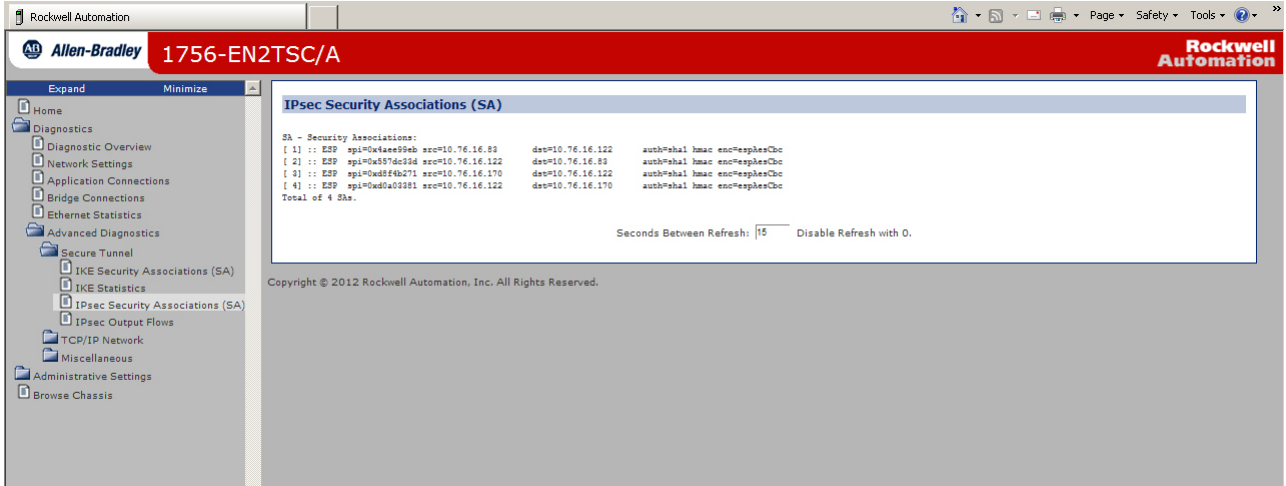 Rockwell Automation
Page Safety Tools »
AB Allen-Bradley 1756-EN2TSC/A
Rockwell Automation
Expand Minimize
Home
Diagnostics
Diagnostic Overview
Network Settings
Application Connections
Bridge Connections
Ethernet Statistics
Advanced Diagnostics
Secure Tunnel
IKE Security Associations (SA)
IKE Statistics
IPsec Security Associations (SA)
IPsec Output Flows
TCP/IP Network
Miscellaneous
Administrative Settings
Browse Chassis
IPsec Security Associations (SA)
SA - Security Associations:
[ 1] :: ESP spi=0x4aee99eb src=10.76.16.83 dst=10.76.16.122 auth=sha1 hmac enc=espAesCbc
[ 2] :: ESP spi=0x557dc33d src=10.76.16.122 dst=10.76.16.83 auth=sha1 hmac enc=espAesCbc
[ 3] :: ESP spi=0xd8f4b271 src=10.76.16.170 dst=10.76.16.122 auth=sha1 hmac enc=espAesCbc
[ 4] :: ESP spi=0xd0a03381 src=10.76.16.122 dst=10.76.16.170 auth=sha1 hmac enc=espAesCbc
Total of 4 SAs.
Seconds Between Refresh: 15 Disable Refresh with 0.
Copyright © 2012 Rockwell Automation, Inc. All Rights Reserved.